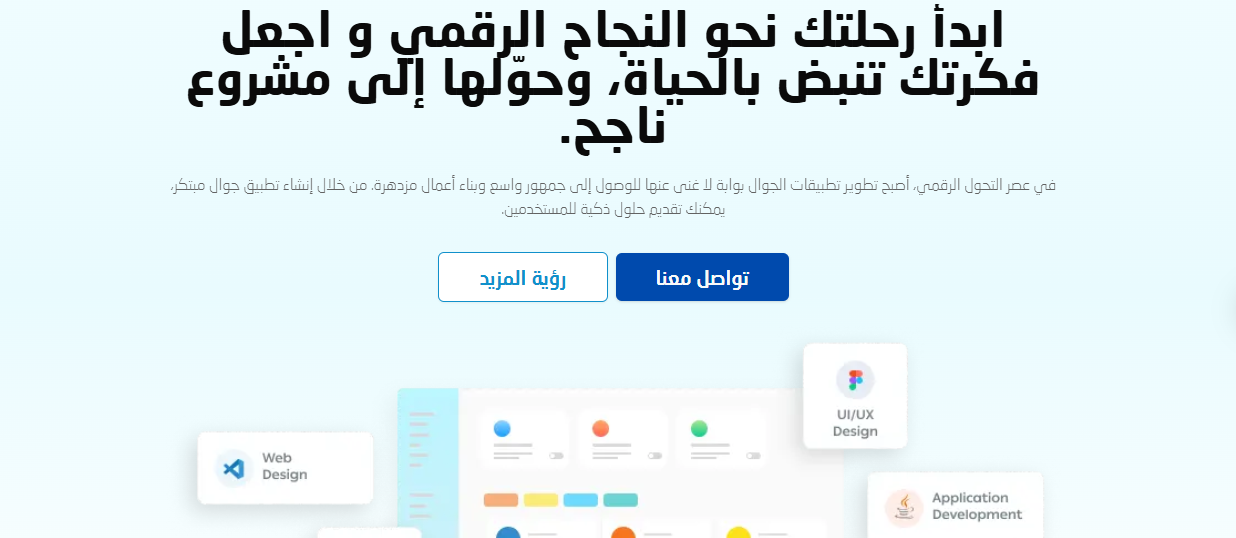 ابدأ رحلتك نحو النجاح الرقمي و اجعل
فكرتك تنبض بالحياة، وحوّلها إلى مشروع
ناجح.
في عصر التحول الرقمي، أصبح تطوير تطبيقات الجوال بوابة لا غنى عنها للوصول إلى جمهور واسع وبناء أعمال مزدهرة. من خلال إنشاء تطبيق جوال مبتكر،
يمكنك تقديم حلول ذكية للمستخدمين.
تواصل معنا
رؤية المزيد
UI/UX
Design
Web
Design
Application
Development